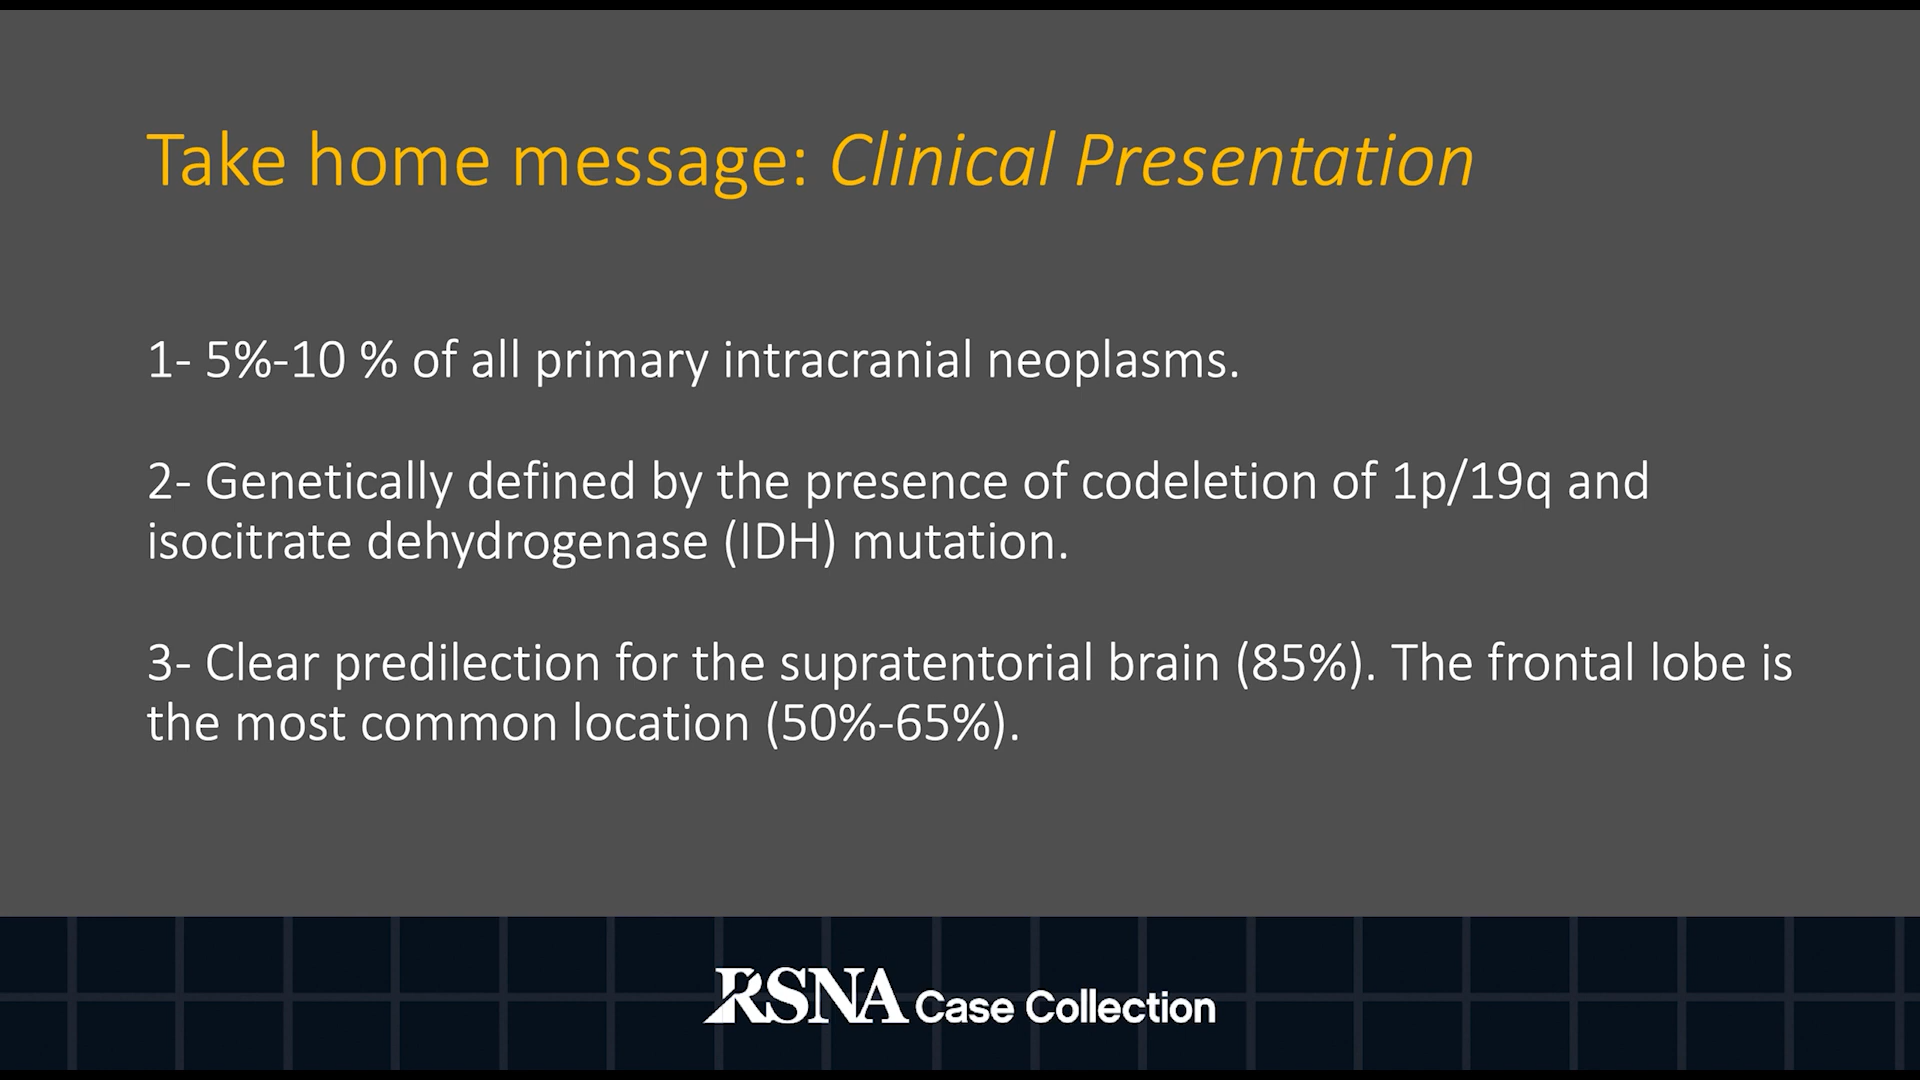 Take home message: Clinical Presentation
1- 5%-10 % of all primary intracranial neoplasms.
2- Genetically defined by the presence of codeletion of 1p/19q and
isocitrate dehydrogenase (IDH) mutation.
3- Clear predilection for the supratentorial brain (85%). The frontal lobe is
the most common location (50%-65%).
RSNA Case Collection